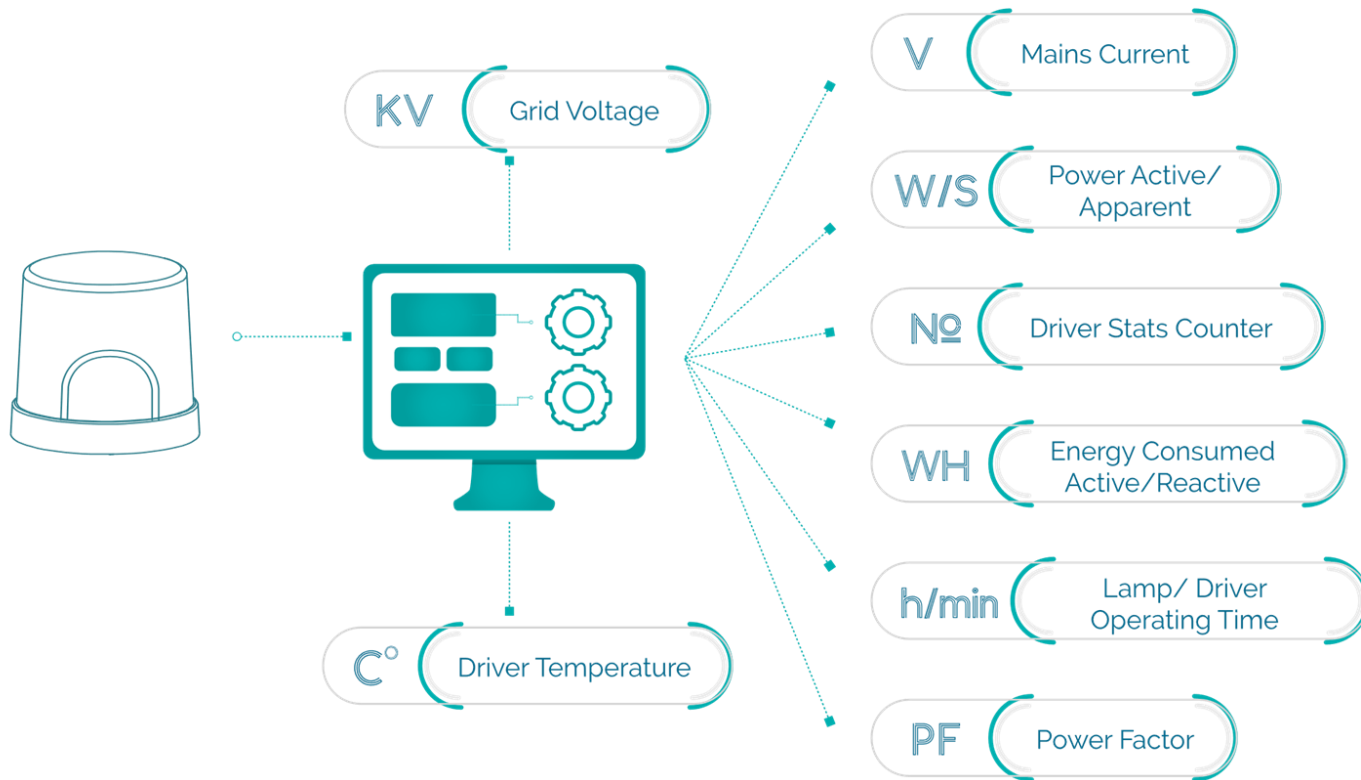 KV
Grid Voltage
C°
Driver Temperature
V
Mains Current
W/S
Power Active/
Apparent
Nº
Driver Stats Counter
WH
Energy Consumed
Active/Reactive
h/min
Lamp/ Driver
Operating Time
PF
Power Factor